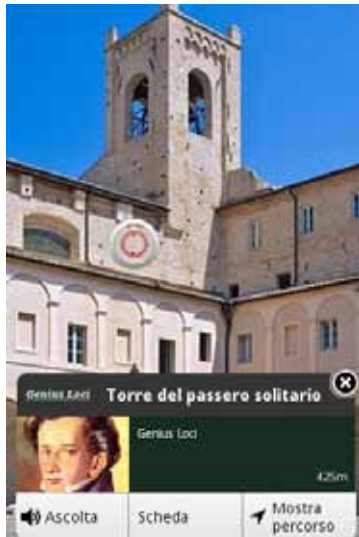 Genius Loci Torre del passero solitario
Genius Loci
425m
Ascolta Scheda Mostra
percorso